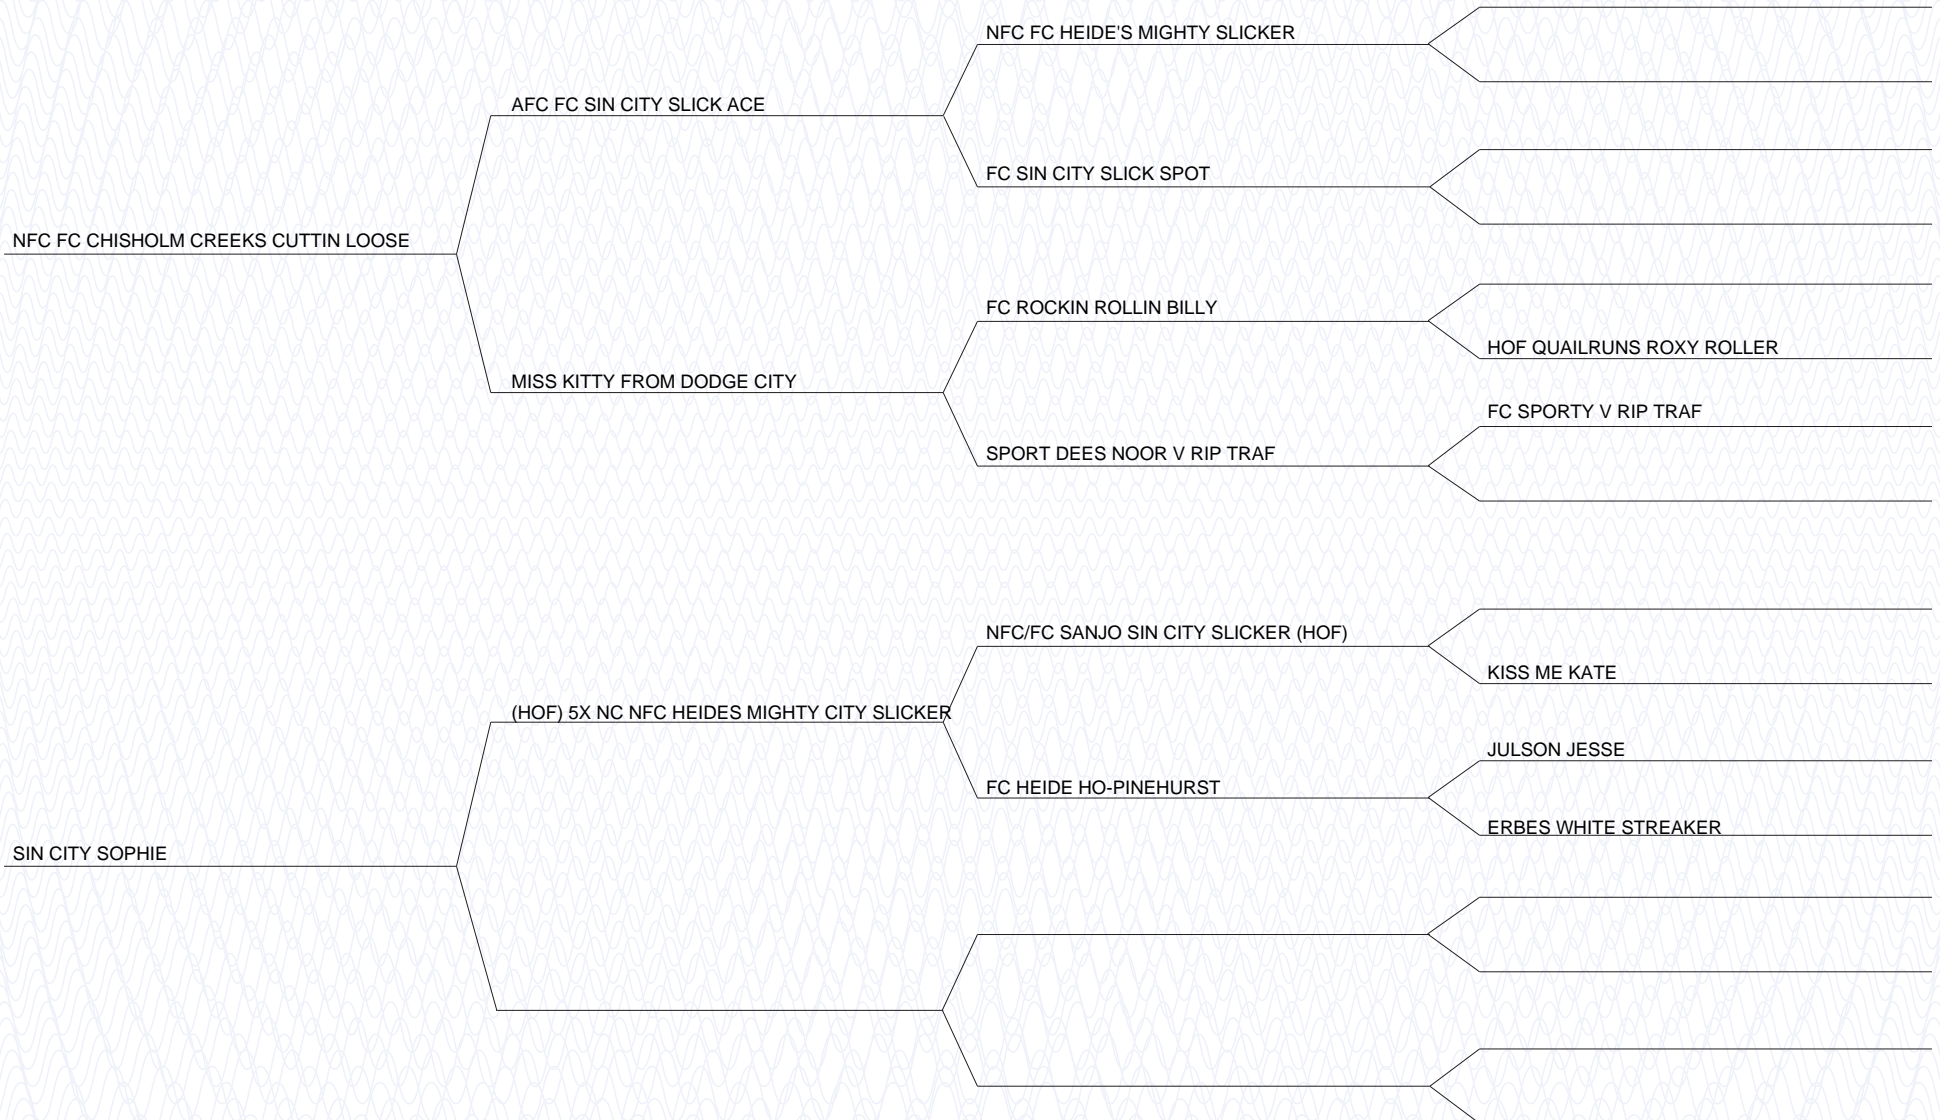 NFC FC HEIDE'S MIGHTY SLICKER
AFC FC SIN CITY SLICK ACE
FC SIN CITY SLICK SPOT
NFC FC CHISHOLM CREEKS CUTTIN LOOSE
FC ROCKIN ROLLIN BILLY
HOF QUAILRUNS ROXY ROLLER
MISS KITTY FROM DODGE CITY
FC SPORTY V RIP TRAF
SPORT DEES NOOR V RIP TRAF
NFC/FC SANJO SIN CITY SLICKER (HOF)
KISS ME KATE
(HOF) 5X NC NFC HEIDES MIGHTY CITY SLICKER
JULSON JESSE
FC HEIDE HO-PINEHURST
ERBES WHITE STREAKER
SIN CITY SOPHIE